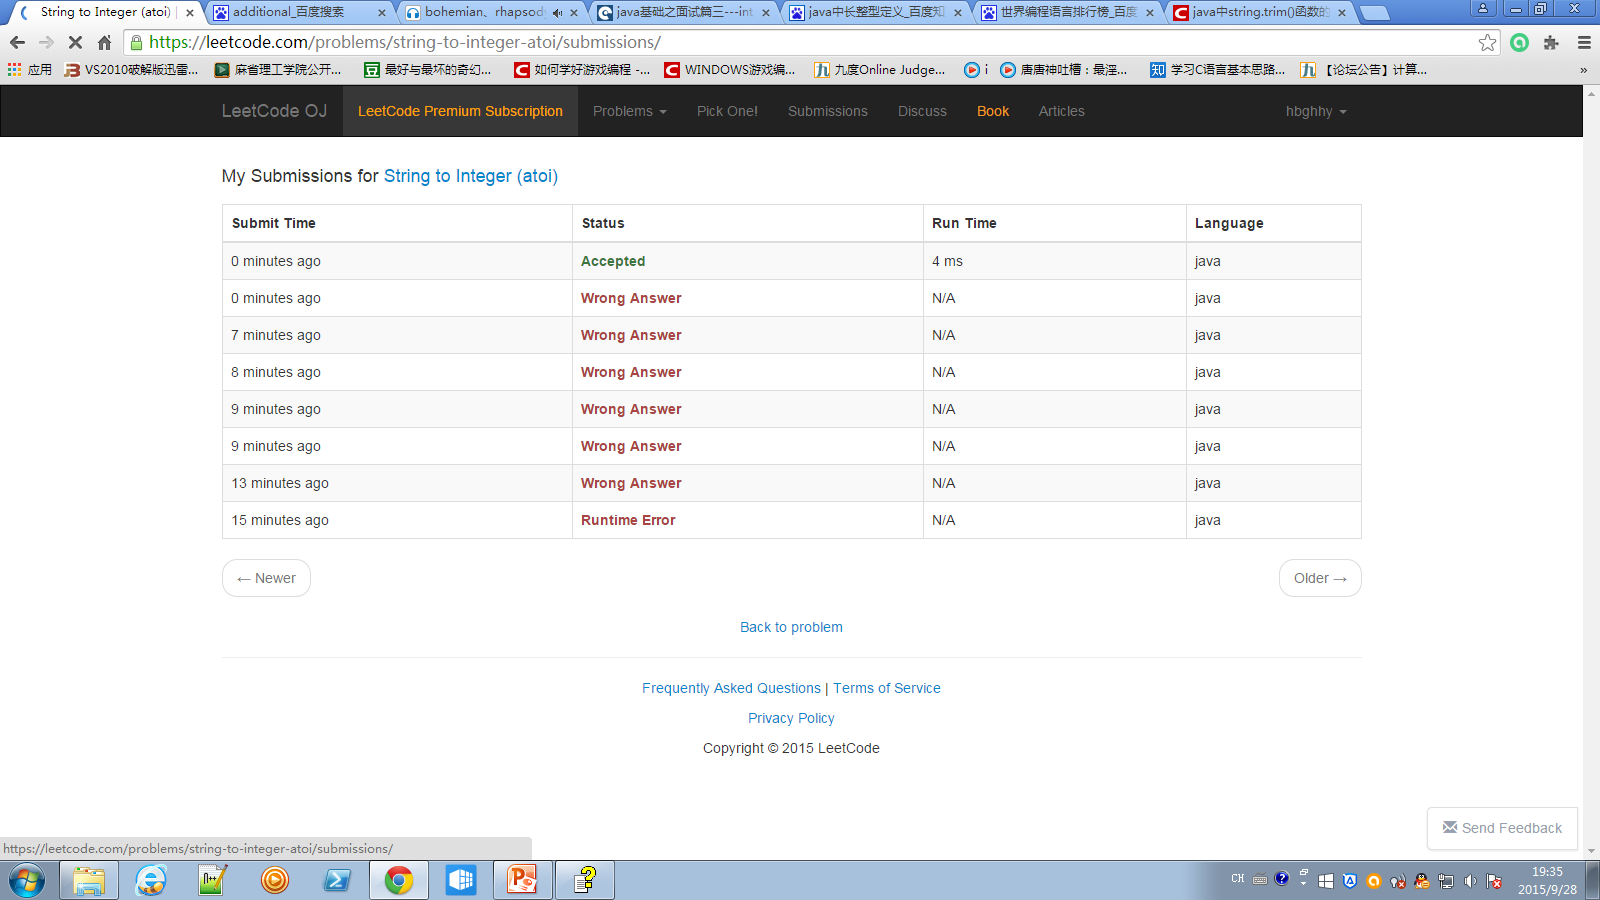 String to Integer (atoi)
additional_百度搜索
bohemian、rhapsod
java基础之面试篇三---int
java中长整型定义_百度知
世界编程语言排行榜_百度
java中string.trim()函数的
https://leetcode.com/problems/string-to-integer-atoi/submissions/
应用
VS2010破解版迅雷...
麻省理工学院公开...
最好与最坏的奇幻...
如何学好游戏编程 -...
WINDOWS游戏编...
九度Online Judge...
i
唐唐神吐槽：最淫...
学习C语言基本思路...
【论坛公告】计算...
»
LeetCode OJ
LeetCode Premium Subscription
Problems
Pick One!
Submissions
Discuss
Book
Articles
hbghhy
My Submissions for String to Integer (atoi)
Submit Time Status Run Time Language
0 minutes ago Accepted 4 ms java
0 minutes ago Wrong Answer N/A java
7 minutes ago Wrong Answer N/A java
8 minutes ago Wrong Answer N/A java
9 minutes ago Wrong Answer N/A java
9 minutes ago Wrong Answer N/A java
13 minutes ago Wrong Answer N/A java
15 minutes ago Runtime Error N/A java
← Newer
Older →
Back to problem
Frequently Asked Questions | Terms of Service
Privacy Policy
Copyright © 2015 LeetCode
Send Feedback
https://leetcode.com/problems/string-to-integer-atoi/submissions/
CH
19:35
2015/9/28